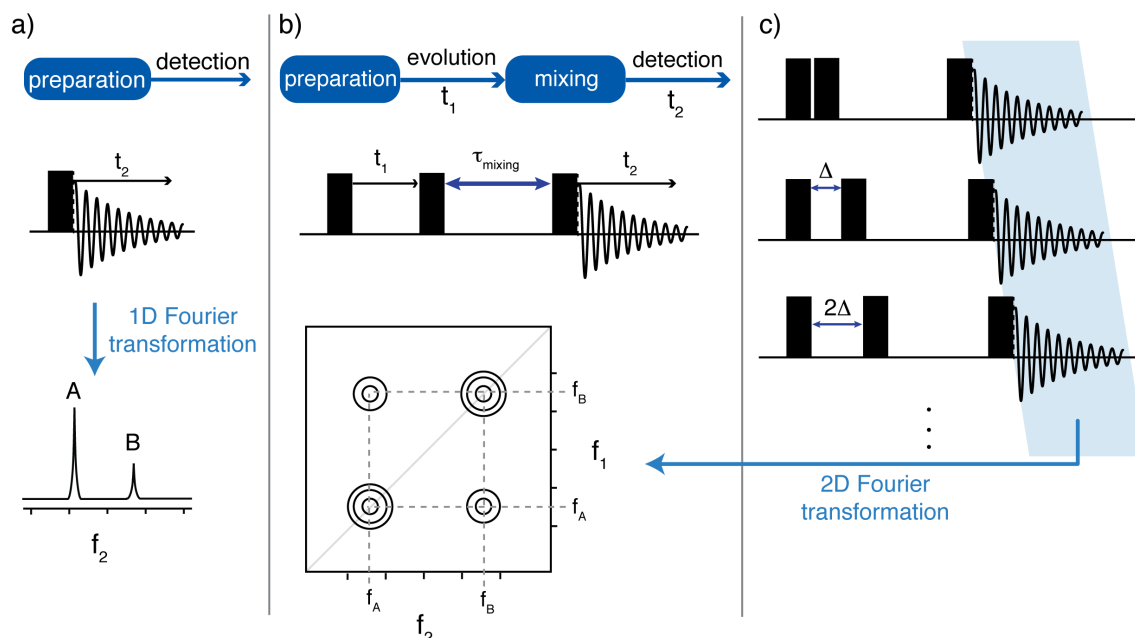 a)
preparation
detection
t2
1D Fourier
transformation
A
B
f2
b)
preparation
evolution
t1
mixing
detection
t2
t1
τmixing
t2
fB
f1
fA
fA
fB
f2
c)
Δ
2Δ
2D Fourier
transformation